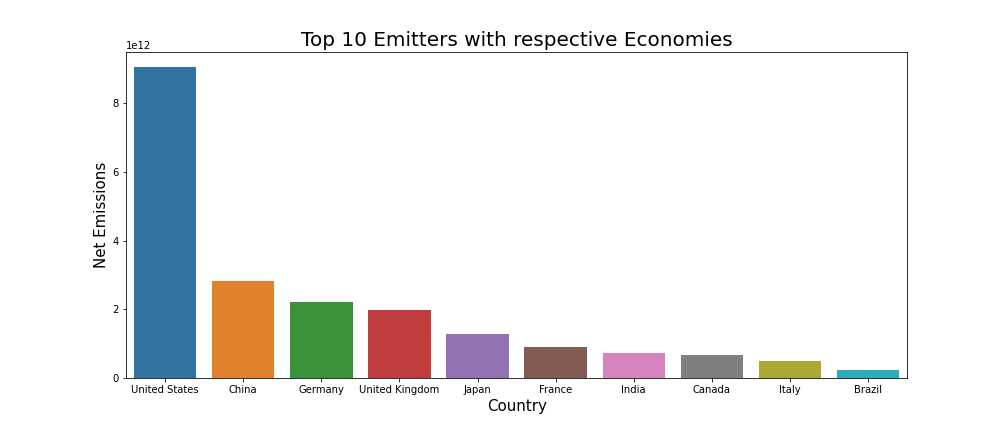 Top 10 Emitters with respective Economies
1e12
8
6
4
2
0
Net Emissions
United States China Germany United Kingdom Japan France India Canada Italy Brazil
Country